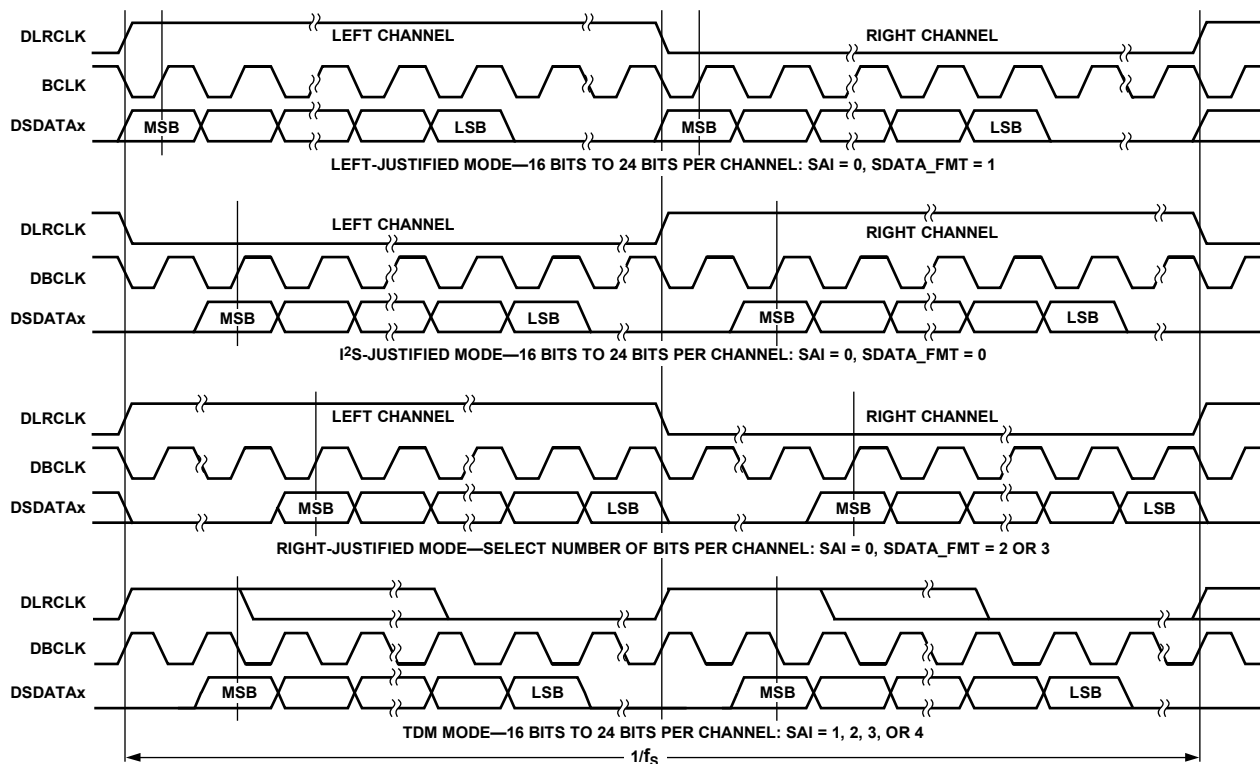 DLRCLK LEFT CHANNEL RIGHT CHANNEL
BCLK
DSDATAx MSB LSB MSB LSB
LEFT-JUSTIFIED MODE—16 BITS TO 24 BITS PER CHANNEL: SAI = 0, SDATA_FMT = 1
DLRCLK LEFT CHANNEL RIGHT CHANNEL
DBCLK
DSDATAx MSB LSB MSB LSB
I²S-JUSTIFIED MODE—16 BITS TO 24 BITS PER CHANNEL: SAI = 0, SDATA_FMT = 0
DLRCLK LEFT CHANNEL RIGHT CHANNEL
DBCLK
DSDATAx MSB LSB MSB LSB
RIGHT-JUSTIFIED MODE—SELECT NUMBER OF BITS PER CHANNEL: SAI = 0, SDATA_FMT = 2 OR 3
DLRCLK
DBCLK
DSDATAx MSB LSB MSB LSB
TDM MODE—16 BITS TO 24 BITS PER CHANNEL: SAI = 1, 2, 3, OR 4
1/fS